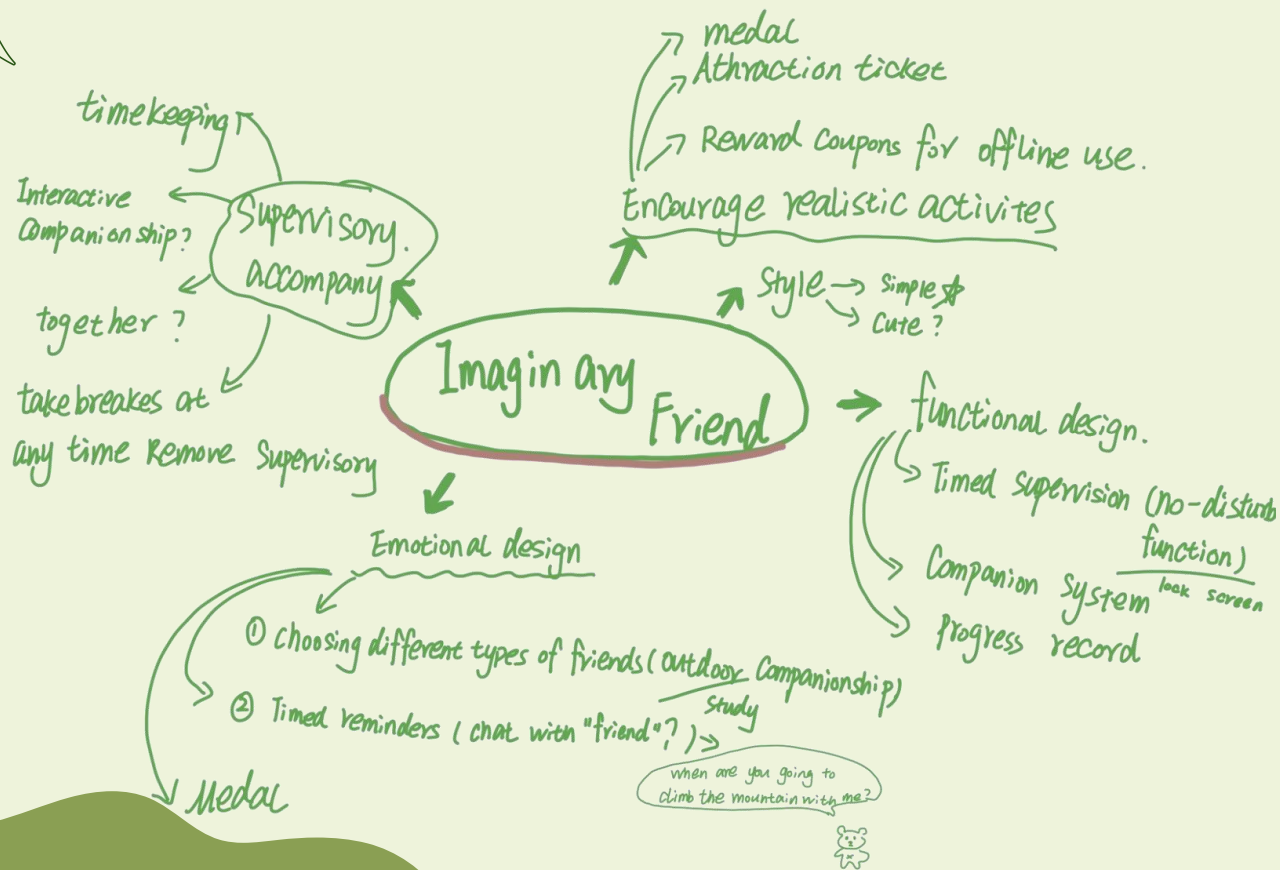 medal
Athraction ticket
Reward Coupons for offline use.
Encourage realistic activites
timekeeping
Interactive
Companionship?
Supervisory.
accompany
together ?
take breakes at
any time Remove Supervisory
Style → Simple ☆
Cute ?
Imaginary
Friend
functional design.
Timed supervision (no-disturb
function)
lock screen
Companion System
Progress record
Emotional design
① Choosing different types of friends (outdoor Companionship)
study
② Timed reminders ( chat with "friend"? )
when are you going to
climb the mountain with me?
Medal